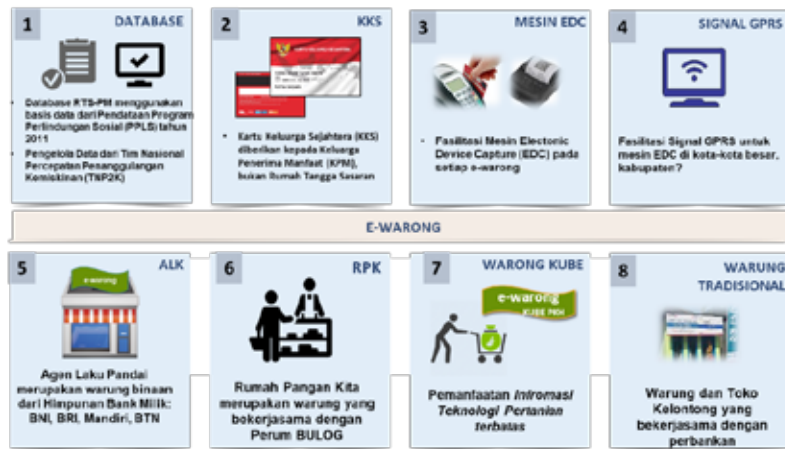 1 DATABASE
• Database RTS-PM menggunakan
basis data dari Pendataan Program
Perlindungan Sosial (PPLS) tahun
2011
• Pengelola Data dari Tim Nasional
Percepatan Penanggulangan
Kemiskinan (TNP2K)
2 KKS
• Kartu Keluarga Sejahtera (KKS)
diberikan kepada Keluarga
Penerima Manfaat (KPM),
bukan Rumah Tangga Sasaran
3 MESIN EDC
• Fasilitasi Mesin Electonic
Device Capture (EDC) pada
setiap e-warong
4 SIGNAL GPRS
Fasilitasi Signal GPRS untuk
mesin EDC di kota-kota besar,
kabupaten?
E-WARONG
5 ALK
e-warong
Agen Laku Pandai
merupakan warung binaan
dari Himpunan Bank Milik:
BNI, BRI, Mandiri, BTN
6 RPK
Rumah Pangan Kita
merupakan warung yang
bekerjasama dengan
Perum BULOG
7 WARONG KUBE
e-warong
KUBE PKH
Pemanfaatan Intromasi
Teknologi Pertanian
terbatas
8 WARUNG
TRADISIONAL
Warung dan Toko
Kelontong yang
bekerjasama dengan
perbankan